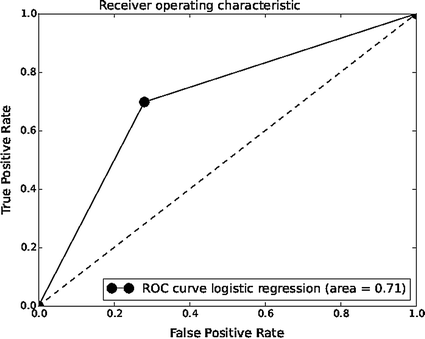 Receiver operating characteristic
1.0
0.8
0.6
0.4
0.2
0.0
True Positive Rate
ROC curve logistic regression (area = 0.71)
0.0 0.2 0.4 0.6 0.8 1.0
False Positive Rate